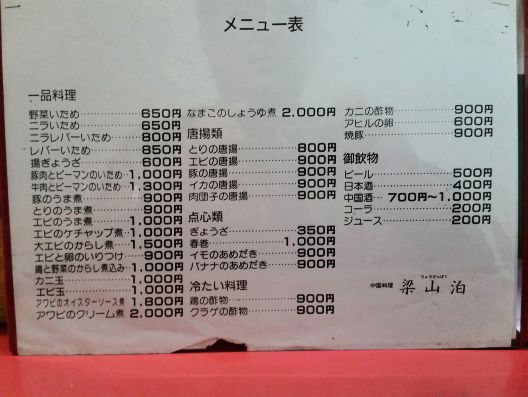 メニュー表
一品料理
野菜いため 650円
ニラいため 650円
ニラレバーいため 800円
レバーいため 850円
揚ぎょうざ 600円
豚肉とピーマンのいため 1,000円
牛肉とピーマンのいため 1,300円
豚のうま煮 900円
とりのうま煮 900円
エビのうま煮 1,000円
エビのケチャップ煮 1,000円
大エビのからし煮 1,500円
エビと卵のいりつけ 900円
鶏と野菜のからし煮込み 1,000円
カニ玉 1,000円
エビ玉 1,000円
アワビのオイスターソース煮 1,800円
アワビのクリーム煮 2,000円
なまこのしょうゆ煮 2,000円
唐揚類
とりの唐揚 800円
エビの唐揚 900円
豚の唐揚 900円
イカの唐揚 900円
肉団子の唐揚 900円
点心類
ぎょうざ 350円
春巻 1,000円
イモのあめだき 900円
バナナのあめだき 900円
冷たい料理
鶏の酢物 900円
クラゲの酢物 900円
カニの酢物 900円
アヒルの卵 600円
焼豚 900円
御飲物
ビール 500円
日本酒 400円
中国酒 700円～1,000円
コーラ 200円
ジュース 200円
りょうざんぱく
中国料理 梁山泊